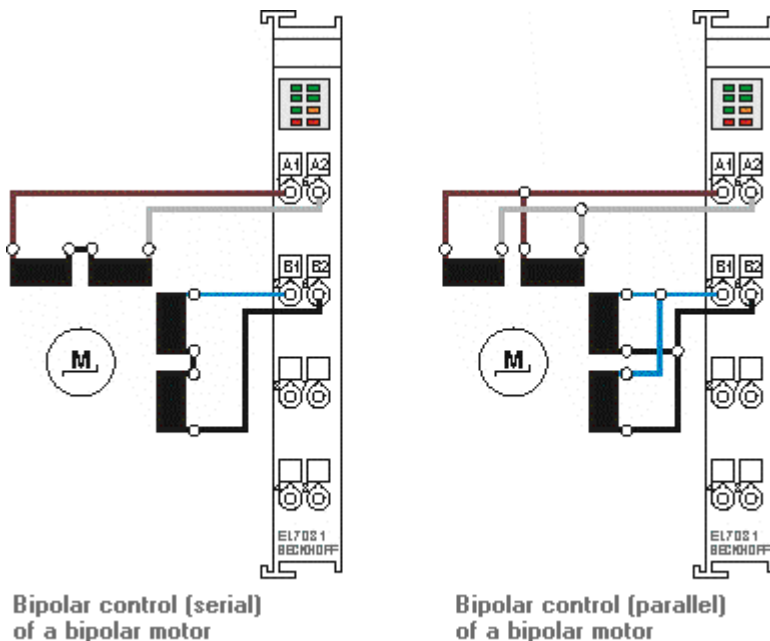 A1 A2
B1 B2
M
EL7031
BECKHOFF
Bipolar control (serial)
of a bipolar motor
A1 A2
B1 B2
M
EL7031
BECKHOFF
Bipolar control (parallel)
of a bipolar motor